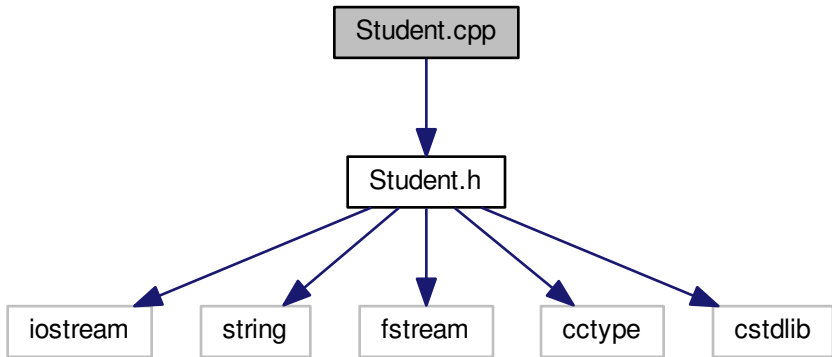 Student.cpp
Student.h
iostream
string
fstream
cctype
cstdlib